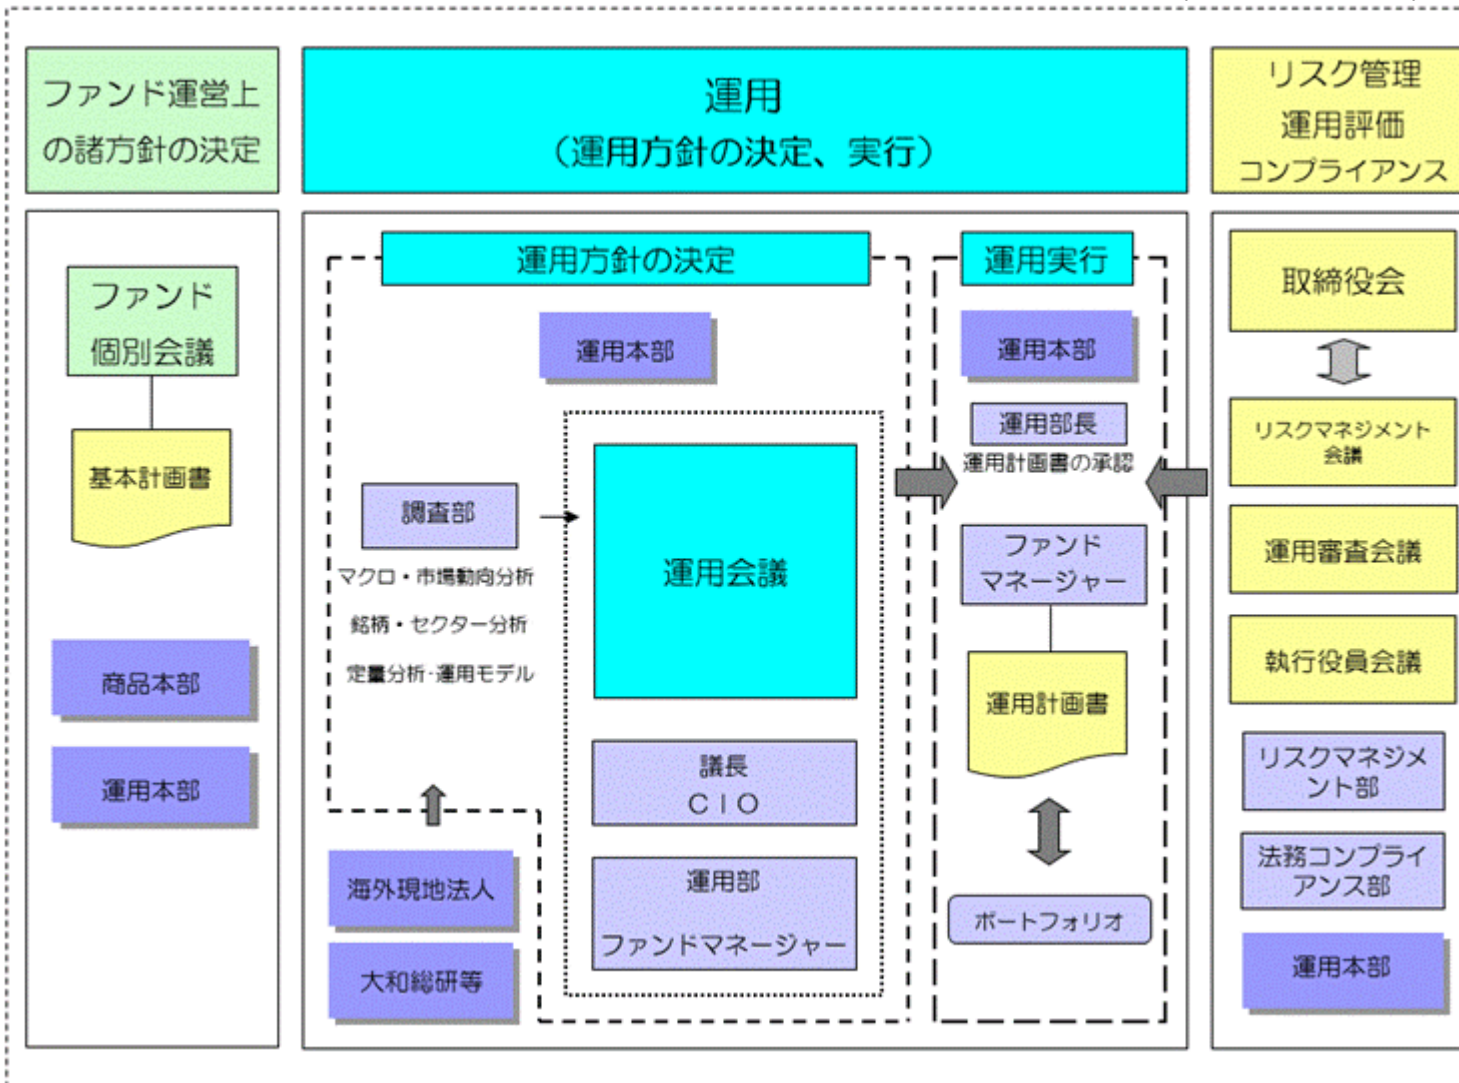 ファンド運営上
の諸方針の決定
ファンド
個別会議
基本計画書
商品本部
運用本部
運用
(運用方針の決定、実行)
運用方針の決定
運用本部
調査部
マクロ・市場動向分析
銘柄・セクター分析
定量分析・運用モデル
運用会議
議長
CIO
運用部
ファンドマネージャー
海外現地法人
大和総研等
運用実行
運用本部
運用部長
運用計画書の承認
ファンド
マネージャー
運用計画書
ポートフォリオ
リスク管理
運用評価
コンプライアンス
取締役会
リスクマネジメント
会議
運用審査会議
執行役員会議
リスクマネジメ
ント部
法務コンプライ
アンス部
運用本部